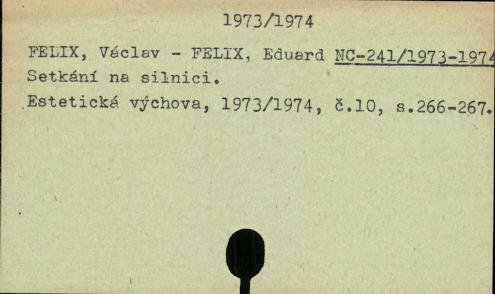 1973/1974
FELIX, Václav - FELIX, Eduard NC-241/1973-1974
Setkání na silnici.
Estetická výchova, 1973/1974, č.10, s.266-267.